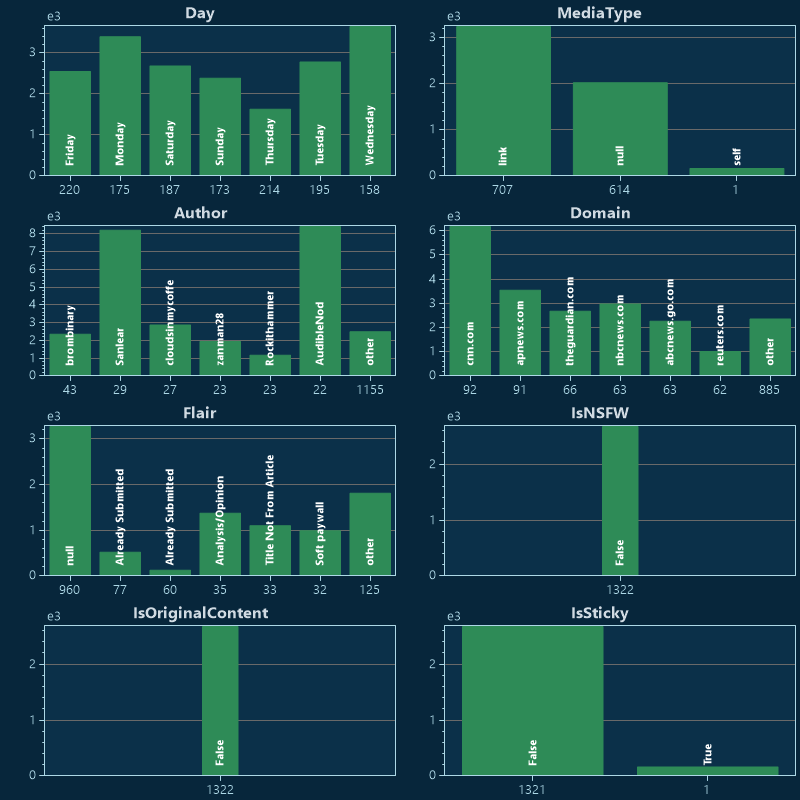 Day
e3
3
2
1
0
Friday
Monday
Saturday
Sunday
Thursday
Tuesday
Wednesday
220 175 187 173 214 195 158
MediaType
e3
3
2
1
0
link
null
self
707 614 1
Author
e3
8
7
6
5
4
3
2
1
0
brombinary
Sanlear
cloudsinmycoffe
zanman28
Rockithammer
AudibleNod
other
43 29 27 23 23 22 1155
Domain
e3
6
5
4
3
2
1
0
cnn.com
apnews.com
theguardian.com
nbcnews.com
abcnews.go.com
reuters.com
other
92 91 66 63 63 62 885
Flair
e3
3
2
1
0
null
Already Submitted
Already Submitted
Analysis/Opinion
Title Not From Article
Soft paywall
other
960 77 60 35 33 32 125
IsNSFW
e3
2
1
0
False
1322
IsOriginalContent
e3
2
1
0
False
1322
IsSticky
e3
2
1
0
False
True
1321 1